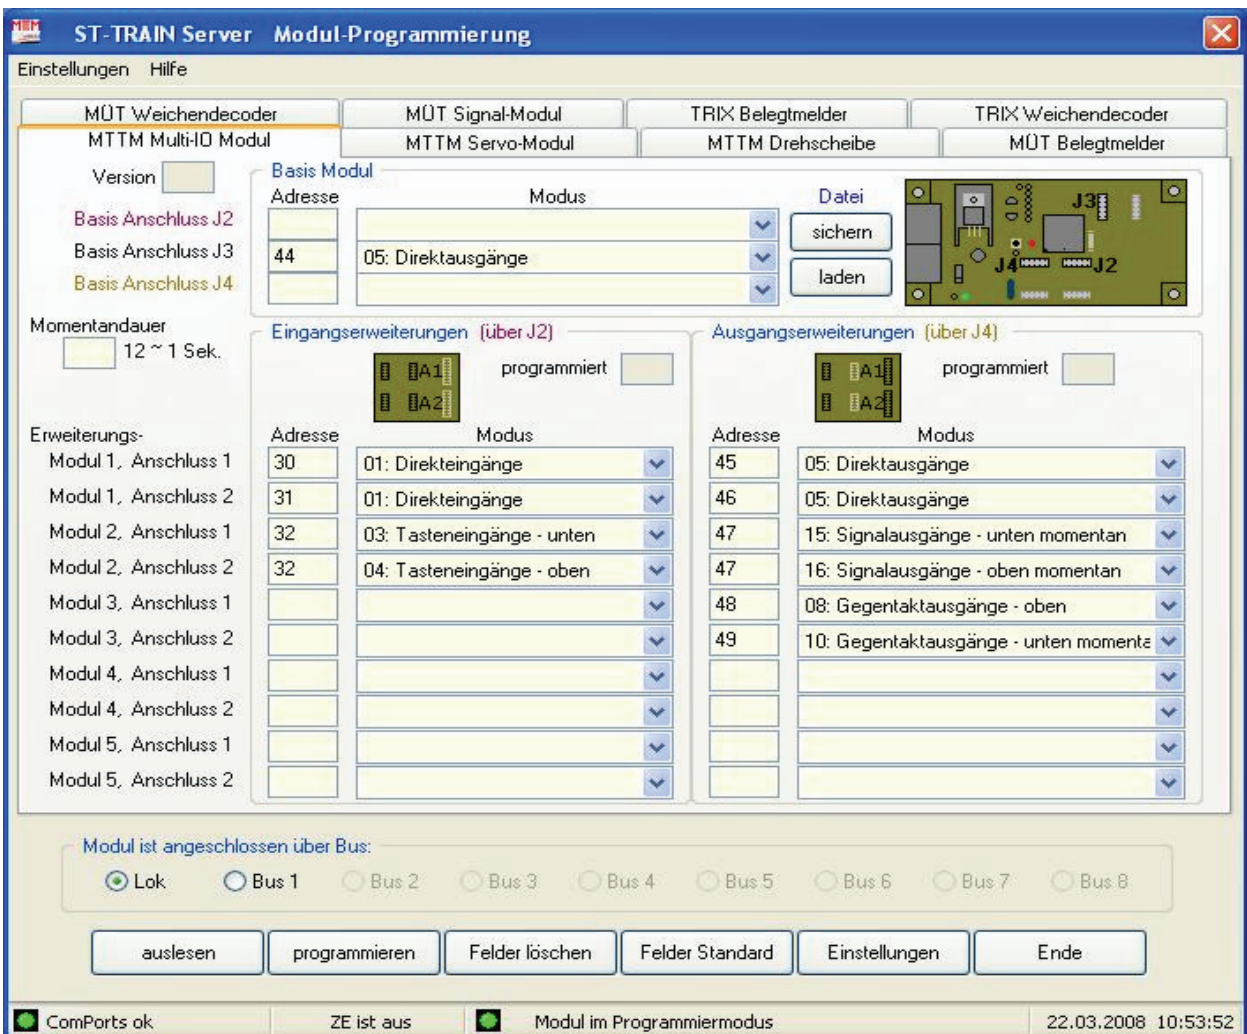 MEM
ST-TRAIN Server Modul-Programmierung
Einstellungen Hilfe
MÜT Weichendecoder MÜT Signal-Modul TRIX Belegtmelder TRIX Weichendecoder
MTTM Multi-IO Modul MTTM Servo-Modul MTTM Drehscheibe MÜT Belegtmelder
Version Basis Modul
Adresse Modus Datei
Basis Anschluss J2 sichern
Basis Anschluss J3 44 05: Direktausgänge
Basis Anschluss J4 laden
J3
J4 J2
Momentandauer
12 ~ 1 Sek.
Eingangserweiterungen (über J2) Ausgangserweiterungen (über J4)
A1 programmiert A1 programmiert
A2 A2
Erweiterungs- Adresse Modus Adresse Modus
Modul 1, Anschluss 1 30 01: Direkteingänge 45 05: Direktausgänge
Modul 1, Anschluss 2 31 01: Direkteingänge 46 05: Direktausgänge
Modul 2, Anschluss 1 32 03: Tasteneingänge - unten 47 15: Signalausgänge - unten momentan
Modul 2, Anschluss 2 32 04: Tasteneingänge - oben 47 16: Signalausgänge - oben momentan
Modul 3, Anschluss 1 48 08: Gegentaktausgänge - oben
Modul 3, Anschluss 2 49 10: Gegentaktausgänge - unten momenta
Modul 4, Anschluss 1
Modul 4, Anschluss 2
Modul 5, Anschluss 1
Modul 5, Anschluss 2
Modul ist angeschlossen über Bus:
Lok Bus 1 Bus 2 Bus 3 Bus 4 Bus 5 Bus 6 Bus 7 Bus 8
auslesen programmieren Felder löschen Felder Standard Einstellungen Ende
ComPorts ok ZE ist aus Modul im Programmiermodus 22.03.2008 10:53:52